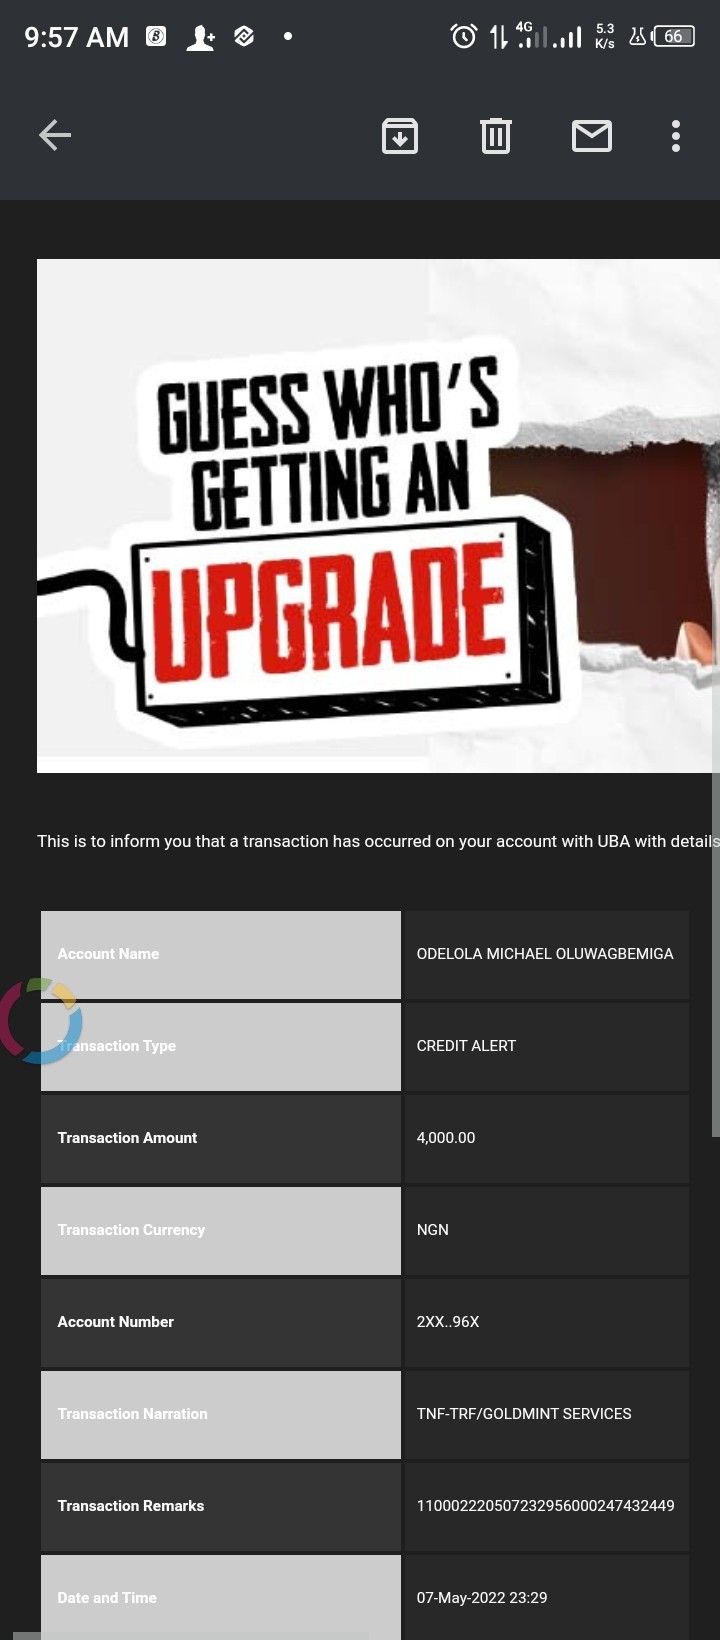 9:57 AM
4G
5.3
K/s
66
GUESS WHO'S
GETTING AN
UPGRADE
This is to inform you that a transaction has occurred on your account with UBA with details
Account Name ODELOLA MICHAEL OLUWAGBEMIGA
Transaction Type CREDIT ALERT
Transaction Amount 4,000.00
Transaction Currency NGN
Account Number 2XX..96X
Transaction Narration TNF-TRF/GOLDMINT SERVICES
Transaction Remarks 110002220507232956000247432449
Date and Time 07-May-2022 23:29